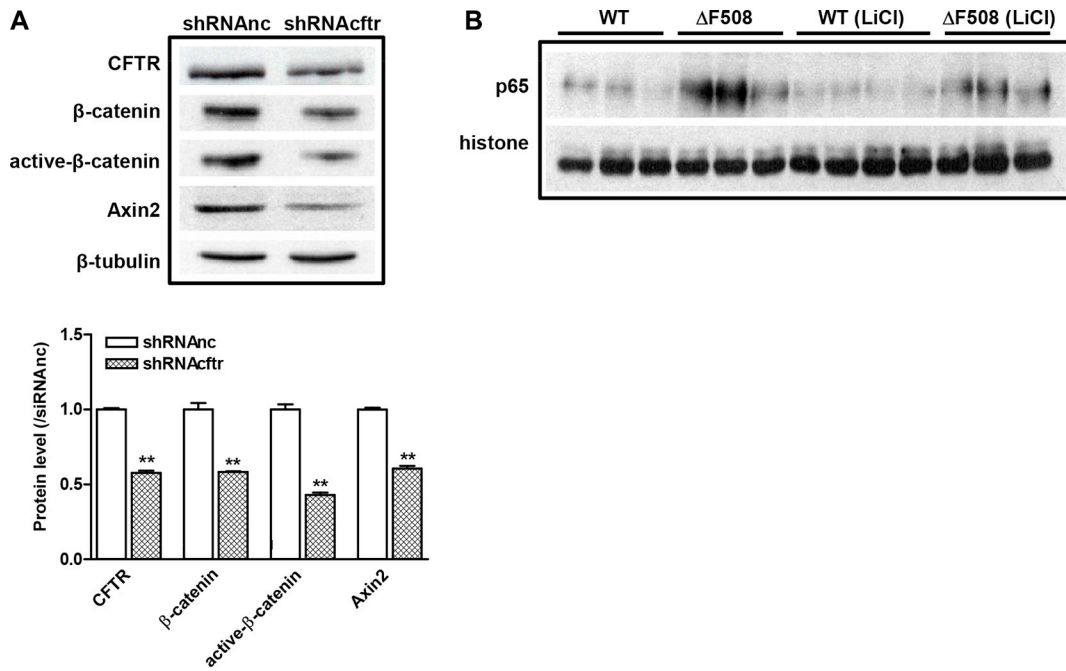 A
shRNAnc shRNAcftr
CFTR
β-catenin
active-β-catenin
Axin2
β-tubulin
B
WT ΔF508 WT (LiCl) ΔF508 (LiCl)
p65
histone
Protein level (/siRNAnc)
1.5
1.0
0.5
0.0
shRNAnc
shRNAcftr
** ** ** **
CFTR
β-catenin
active-β-catenin
Axin2